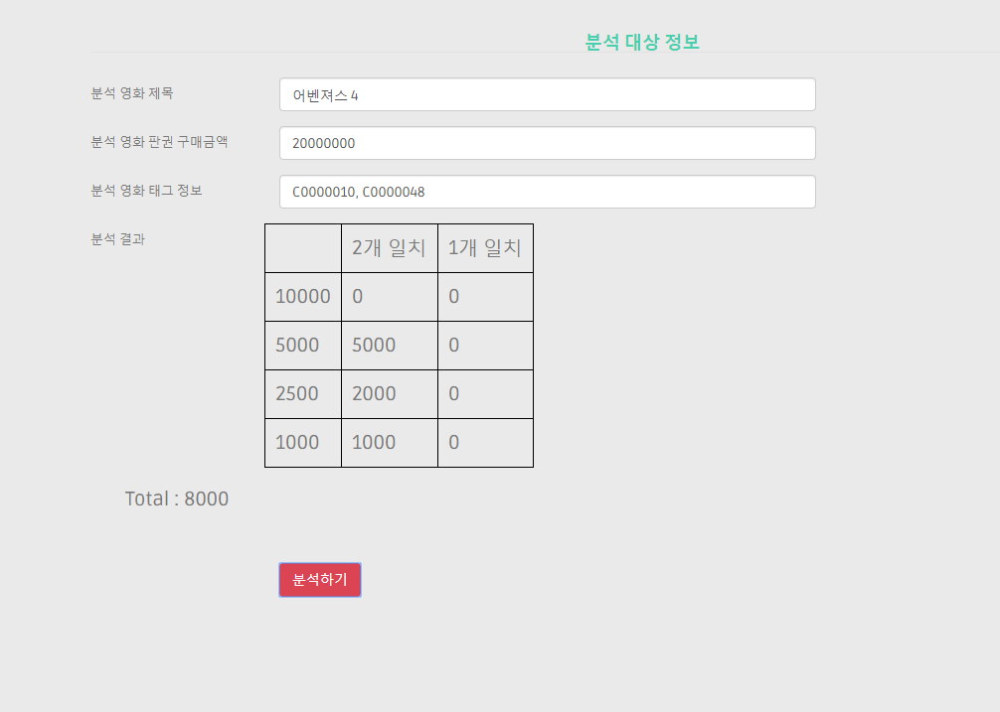 분석 대상 정보
분석 영화 제목
어벤져스 4
분석 영화 판권 구매금액
20000000
분석 영화 태그 정보
C0000010, C0000048
분석 결과
2개 일치 1개 일치
10000 0 0
5000 5000 0
2500 2000 0
1000 1000 0
Total : 8000
분석하기